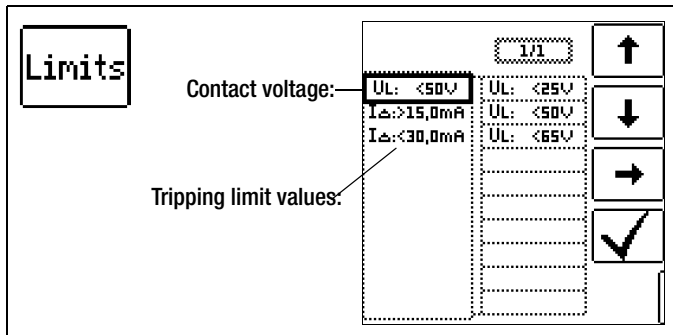 Limits
1/1
Contact voltage:
UL: <50V UL: <25V
IΔ:>15,0mA UL: <50V
IΔ:<30,0mA UL: <65V
Tripping limit values: